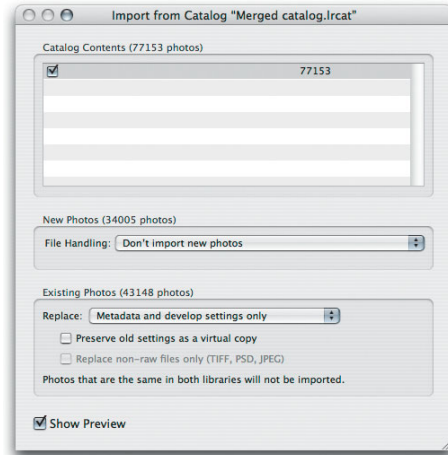 Import from Catalog “Merged catalog.lrcat”
Catalog Contents (77153 photos)
77153
New Photos (34005 photos)
File Handling: Don't import new photos
Existing Photos (43148 photos)
Replace: Metadata and develop settings only
Preserve old settings as a virtual copy
Replace non-raw files only (TIFF, PSD, JPEG)
Photos that are the same in both libraries will not be imported.
Show Preview